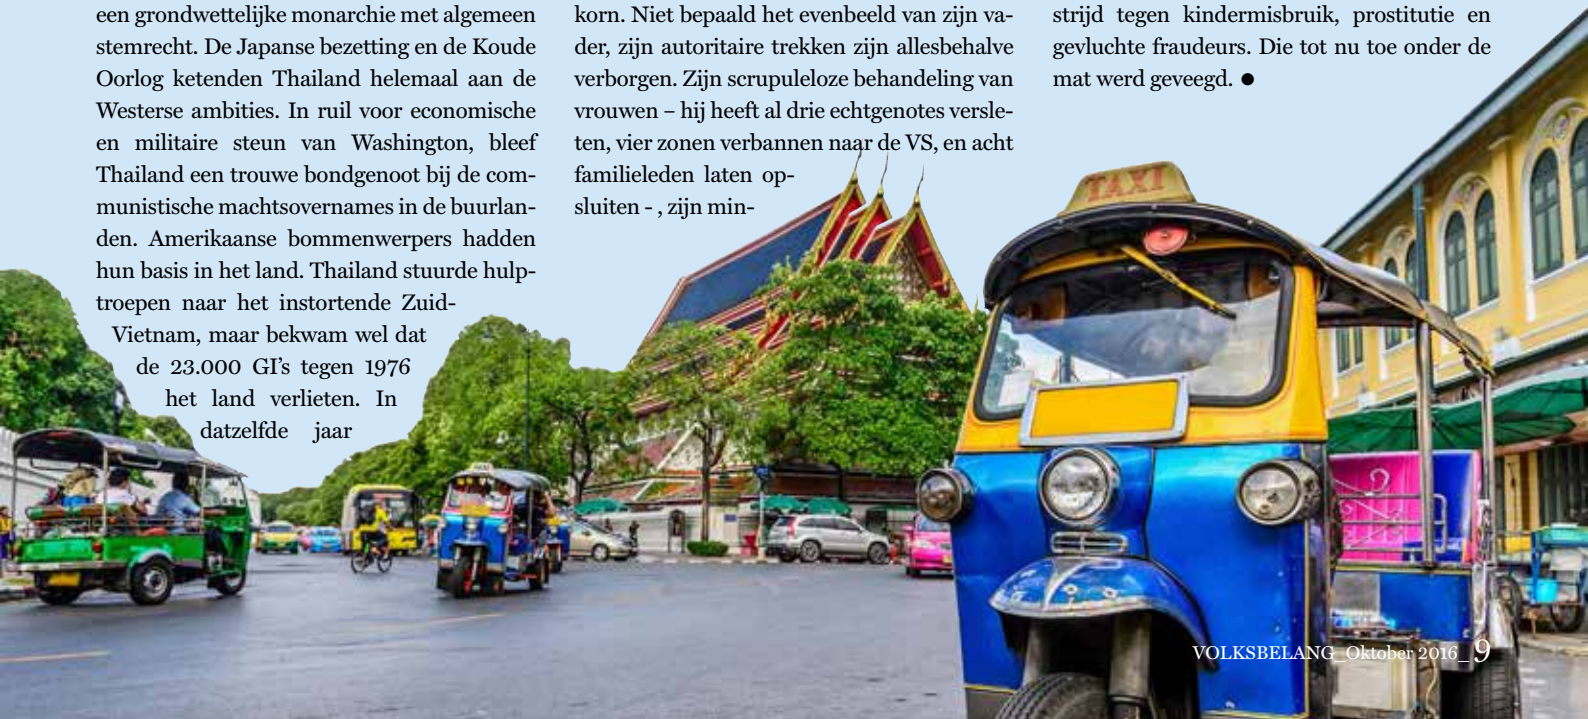 een grondwettelijke monarchie met algemeen
stemrecht. De Japanse bezetting en de Koude
Oorlog ketenden Thailand helemaal aan de
Westerse ambities. In ruil voor economische
en militaire steun van Washington, bleef
Thailand een trouwe bondgenoot bij de com-
munistische machtsovernames in de buurlan-
den. Amerikaanse bommenwerpers hadden
hun basis in het land. Thailand stuurde hulp-
troepen naar het instortende Zuid-
Vietnam, maar bekwam wel dat
de 23.000 GI's tegen 1976
het land verlieten. In
datzelfde jaar
korn. Niet bepaald het evenbeeld van zijn va-
der, zijn autoritaire trekken zijn allesbehalve
verborgen. Zijn scrupuleloze behandeling van
vrouwen – hij heeft al drie echtgenotes versle-
ten, vier zonen verbannen naar de VS, en acht
familieleden laten op-
sluiten - , zijn min-
strijd tegen kindermisbruik, prostitutie en
gevluchte fraudeurs. Die tot nu toe onder de
mat werd geveegd. ●
TAXI
VOLKSBELANG_Oktober 2016_ 9